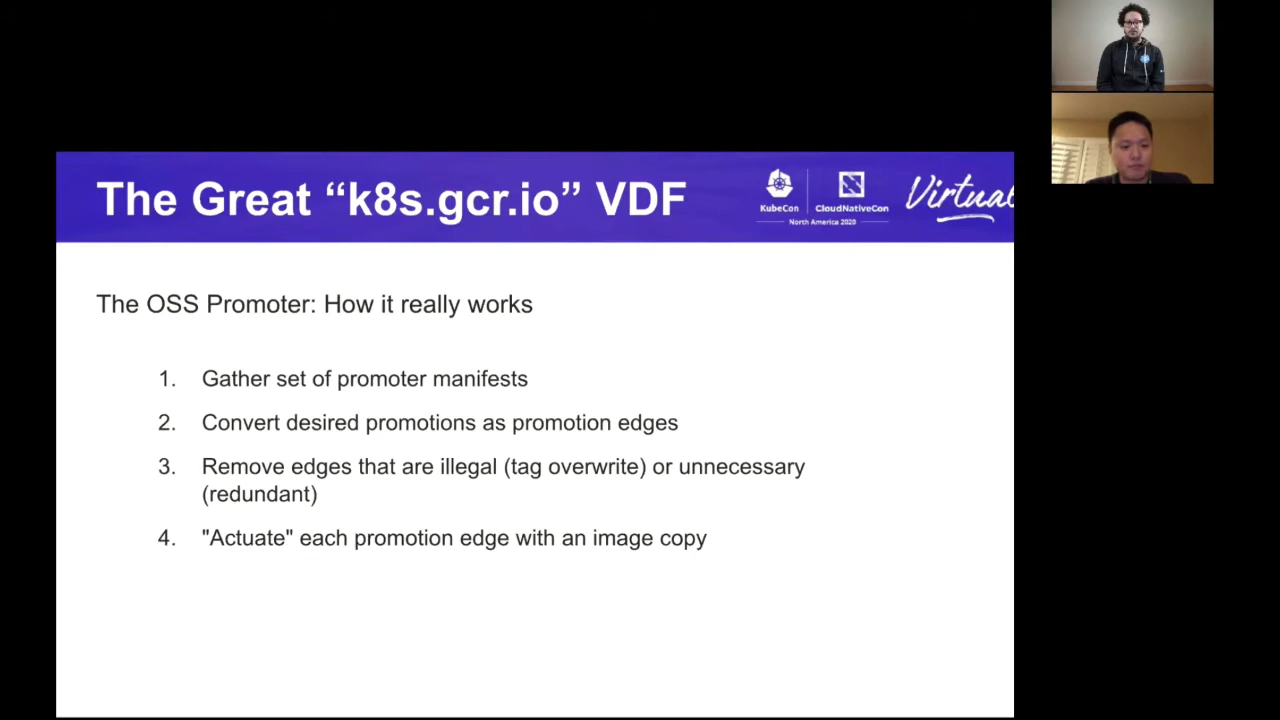 The Great “k8s.gcr.io” VDF
KubeCon
CloudNativeCon
North America 2020
Virtual
The OSS Promoter: How it really works
1. Gather set of promoter manifests
2. Convert desired promotions as promotion edges
3. Remove edges that are illegal (tag overwrite) or unnecessary
(redundant)
4. "Actuate" each promotion edge with an image copy